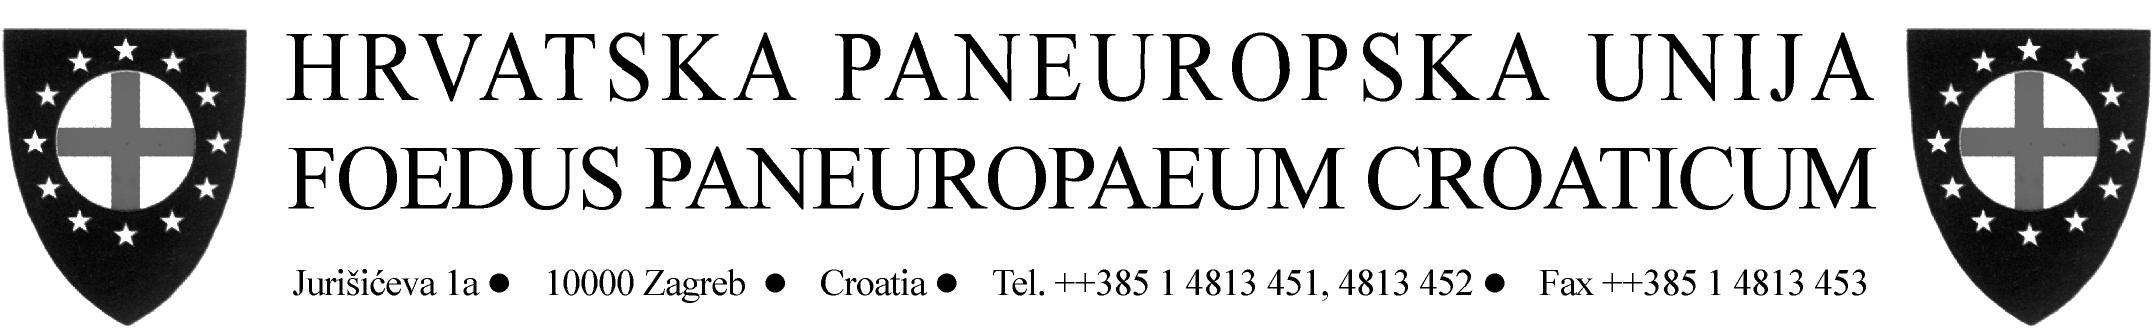 HRVATSKA PANEUROPSKA UNIJA
FOEDUS PANEUROPAEUM CROATICUM
Jurišićeva 1a ● 10000 Zagreb ● Croatia ● Tel. ++385 1 4813 451, 4813 452 ● Fax ++385 1 4813 453